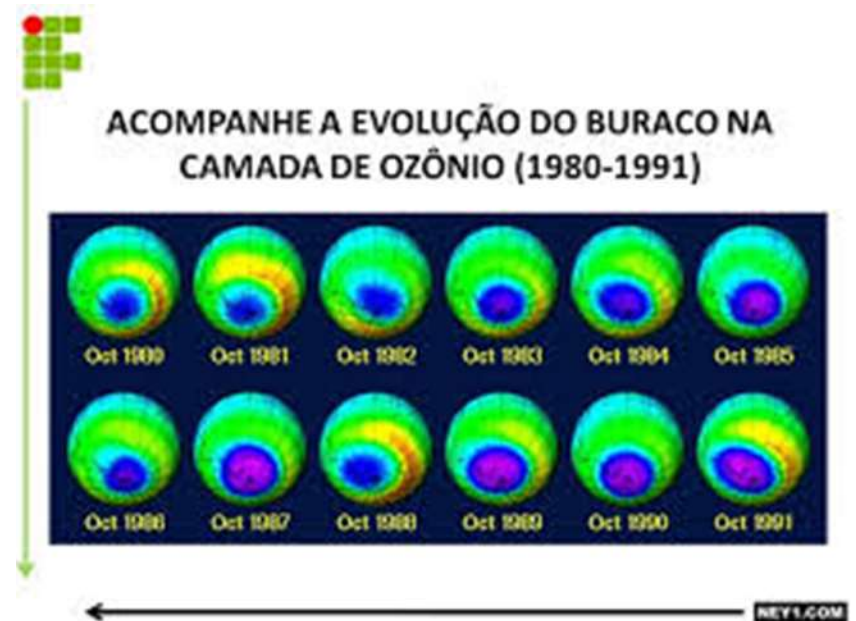 ACOMPANHE A EVOLUÇÃO DO BURACO NA
CAMADA DE OZÔNIO (1980-1991)
Oct 1980 Oct 1981 Oct 1982 Oct 1983 Oct 1984 Oct 1985
Oct 1986 Oct 1987 Oct 1988 Oct 1989 Oct 1990 Oct 1991
NEY1.COM